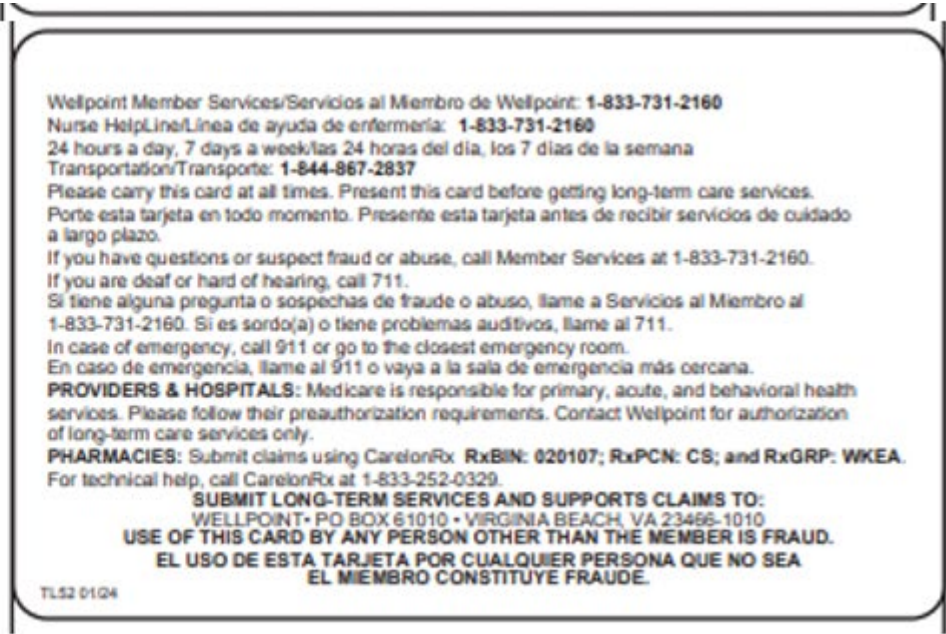 Wellpoint Member Services/Servicios al Miembro de Wellpoint: 1-833-731-2160
Nurse HelpLine/Línea de ayuda de enfermería: 1-833-731-2160
24 hours a day, 7 days a week/las 24 horas del día, los 7 días de la semana
Transportation/Transporte: 1-844-867-2837
Please carry this card at all times. Present this card before getting long-term care services.
Porte esta tarjeta en todo momento. Presente esta tarjeta antes de recibir servicios de cuidado
a largo plazo.
If you have questions or suspect fraud or abuse, call Member Services at 1-833-731-2160.
If you are deaf or hard of hearing, call 711.
Si tiene alguna pregunta o sospechas de fraude o abuso, llame a Servicios al Miembro al
1-833-731-2160. Si es sordo(a) o tiene problemas auditivos, llame al 711.
In case of emergency, call 911 or go to the closest emergency room.
En caso de emergencia, llame al 911 o vaya a la sala de emergencia más cercana.
PROVIDERS & HOSPITALS: Medicare is responsible for primary, acute, and behavioral health
services. Please follow their preauthorization requirements. Contact Wellpoint for authorization
of long-term care services only.
PHARMACIES: Submit claims using CarelonRx RxBIN: 020107; RxPCN: CS; and RxGRP: WKEA.
For technical help, call CarelonRx at 1-833-252-0329.
SUBMIT LONG-TERM SERVICES AND SUPPORTS CLAIMS TO:
WELLPOINT • PO BOX 61010 • VIRGINIA BEACH, VA 23466-1010
USE OF THIS CARD BY ANY PERSON OTHER THAN THE MEMBER IS FRAUD.
EL USO DE ESTA TARJETA POR CUALQUIER PERSONA QUE NO SEA
EL MIEMBRO CONSTITUYE FRAUDE.
TL52 01/24